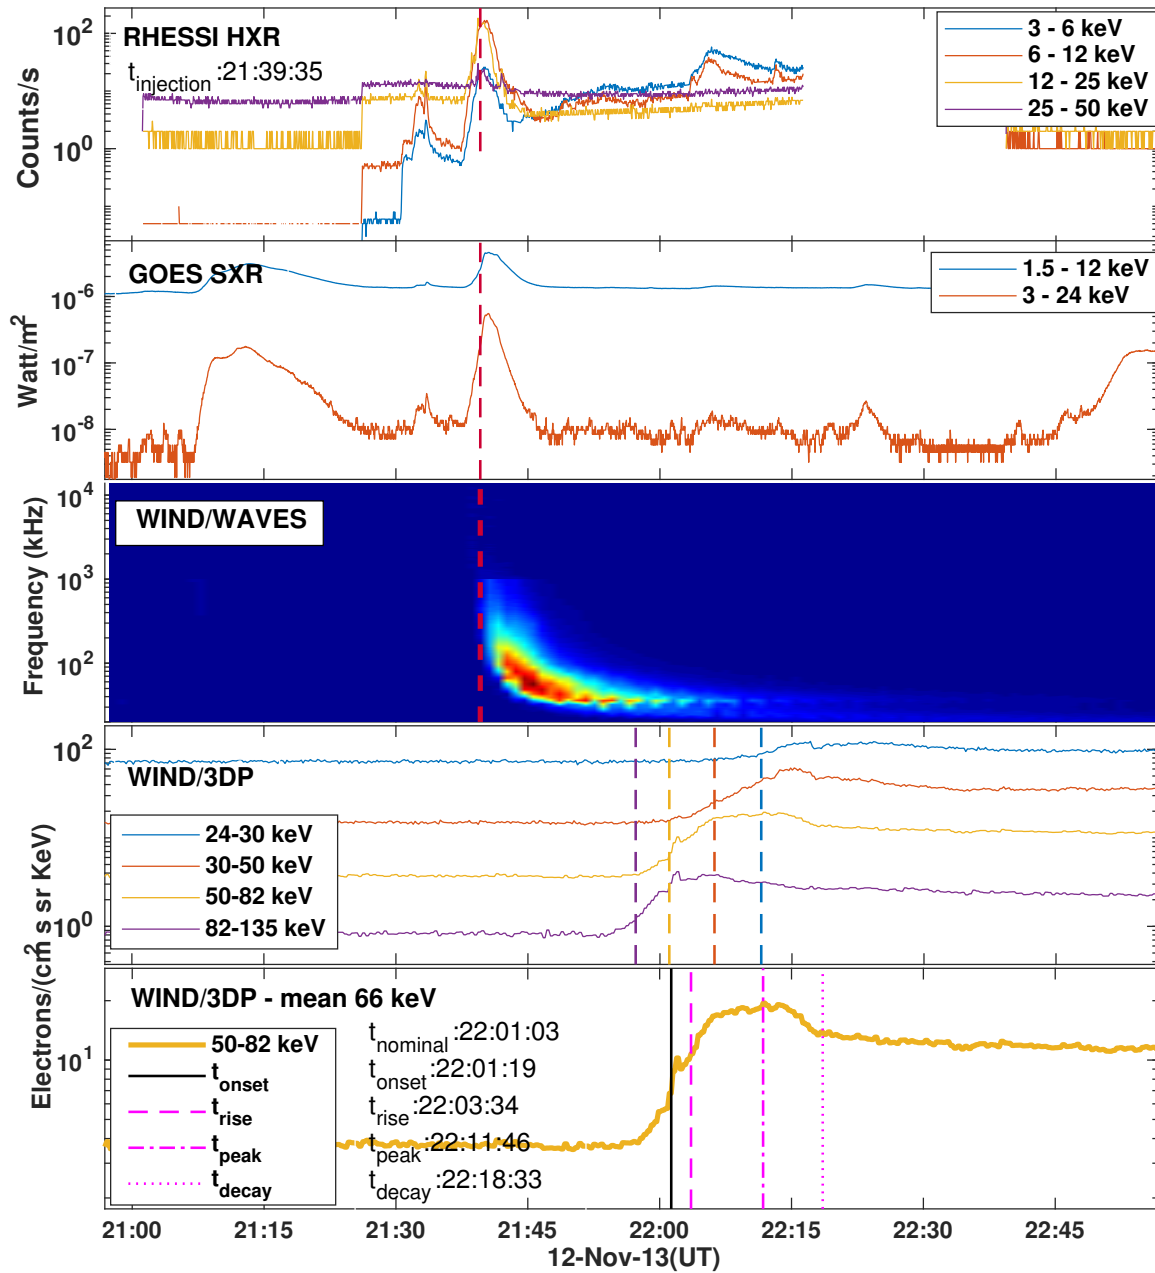 RHESSI HXR
t_injection :21:39:35
3 - 6 keV
6 - 12 keV
12 - 25 keV
25 - 50 keV
Counts/s
10^2
10^0
GOES SXR
1.5 - 12 keV
3 - 24 keV
Watt/m^2
10^-6
10^-7
10^-8
WIND/WAVES
Frequency (kHz)
10^4
10^3
10^2
WIND/3DP
24-30 keV
30-50 keV
50-82 keV
82-135 keV
10^2
10^0
Electrons/(cm^2 s sr KeV)
WIND/3DP - mean 66 keV
50-82 keV
t_onset
t_rise
t_peak
t_decay
t_nominal :22:01:03
t_onset :22:01:19
t_rise :22:03:34
t_peak :22:11:46
t_decay :22:18:33
10^1
21:00 21:15 21:30 21:45 22:00 22:15 22:30 22:45
12-Nov-13(UT)